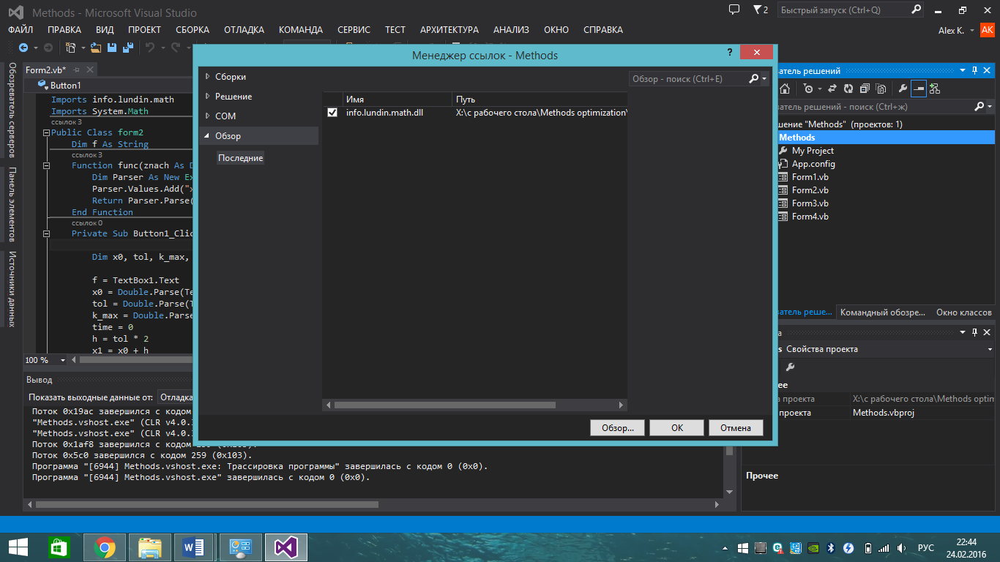 Methods - Microsoft Visual Studio
2
Быстрый запуск (Ctrl+Q)
ФАЙЛ ПРАВКА ВИД ПРОЕКТ СБОРКА ОТЛАДКА КОМАНДА СЕРВИС ТЕСТ АРХИТЕКТУРА АНАЛИЗ ОКНО СПРАВКА
Alex K.
AK
Менеджер ссылок - Methods
?
Сборки
Решение
COM
Обзор
Последние
Обзор - поиск (Ctrl+E)
Имя Путь
info.lundin.math.dll X:\с рабочего стола\Methods optimization\
Обзор... ОК Отмена
Обозреватель серверов
Панель элементов
Источники данных
Form2.vb*
Button1
Imports info.lundin.math
Imports System.Math
ссылок 3
Public Class form2
Dim f As String
ссылок 3
Function func(znach As D
Dim Parser As New Ex
Parser.Values.Add("x
Return Parser.Parse(
End Function
ссылок 0
Private Sub Button1_Clic
Dim x0, tol, k_max,
f = TextBox1.Text
x0 = Double.Parse(Te
tol = Double.Parse(T
k_max = Double.Parse
time = 0
h = tol * 2
x1 = x0 + h
100 %
Вывод
Показать выходные данные от: Отладка
Поток 0x19ac завершился с кодом
"Methods.vshost.exe" (CLR v4.0.
"Methods.vshost.exe" (CLR v4.0.
Поток 0x1af8 завершился с кодом 259 (0x103).
Поток 0x5c0 завершился с кодом 259 (0x103).
Программа "[6944] Methods.vshost.exe: Трассировка программы" завершилась с кодом 0 (0x0).
Программа "[6944] Methods.vshost.exe" завершилась с кодом 0 (0x0).
ватель решений
ватель решений - поиск (Ctrl+ж)
шение "Methods" (проектов: 1)
Methods
My Project
App.config
Form1.vb
Form2.vb
Form3.vb
Form4.vb
ватель реше... Командный обозре... Окно классов
а
s Свойства проекта
ее
а проекта X:\с рабочего стола\Methods optim
проекта Methods.vbproj
Прочее
РУС
22:44
24.02.2016